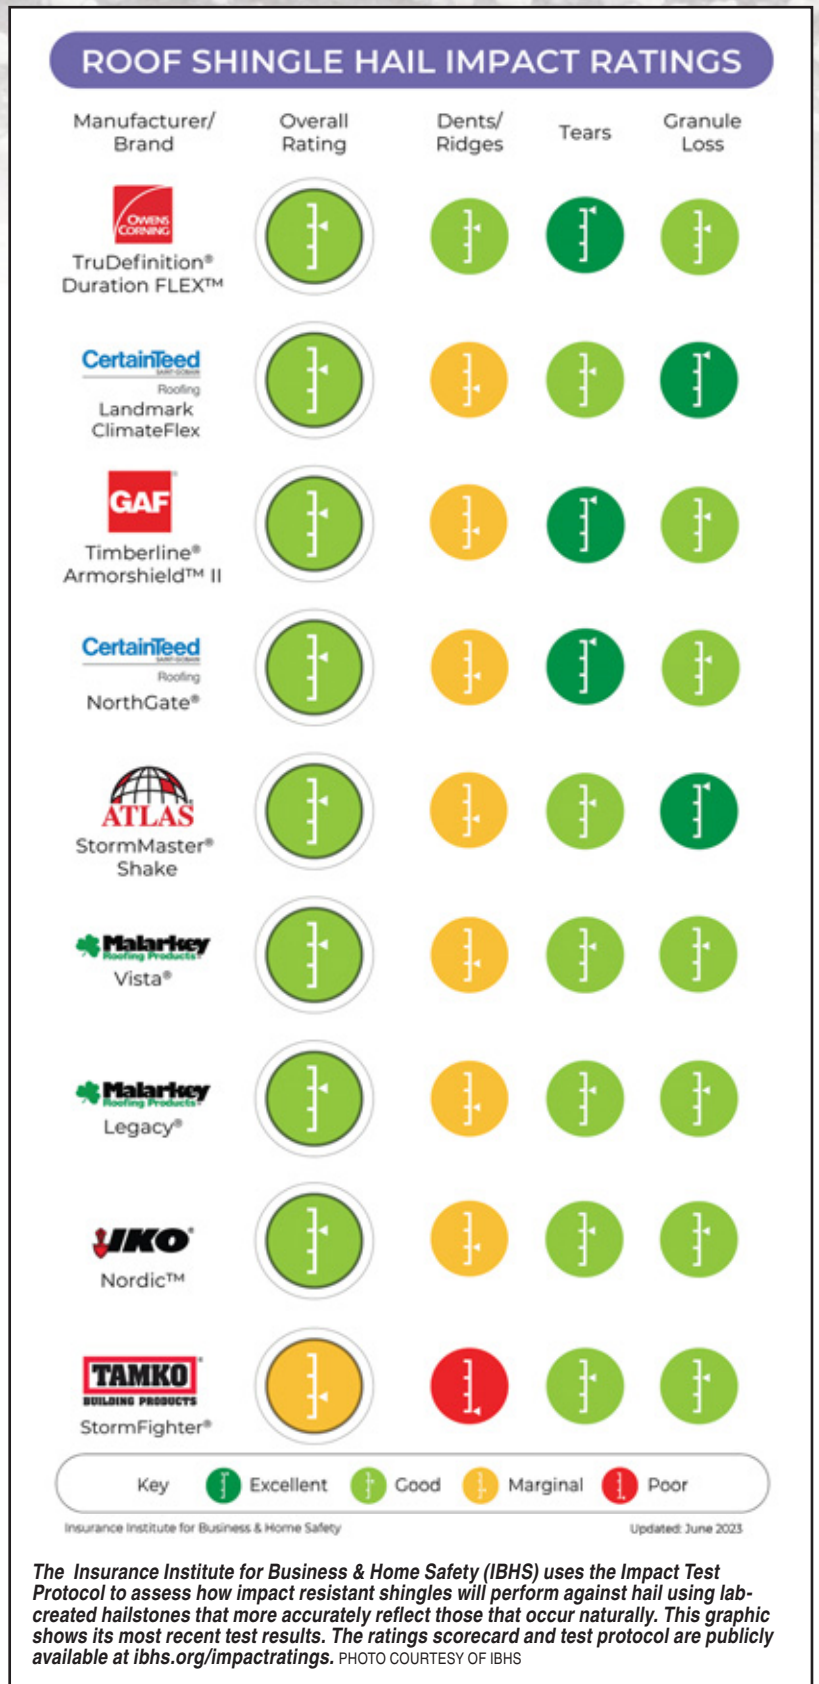 ROOF SHINGLE HAIL IMPACT RATINGS
Manufacturer/
Brand
Overall
Rating
Dents/
Ridges
Tears
Granule
Loss
OWENS
CORNING
TruDefinition®
Duration FLEX™
CertainTeed
SAINT-GOBAIN
Roofing
Landmark
ClimateFlex
GAF
Timberline®
Armorshield™ II
CertainTeed
SAINT-GOBAIN
Roofing
NorthGate®
ATLAS
StormMaster®
Shake
Malarkey
Roofing Products®
Vista®
Malarkey
Roofing Products®
Legacy®
IKO®
Nordic™
TAMKO®
BUILDING PRODUCTS
StormFighter®
Key Excellent Good Marginal Poor
Insurance Institute for Business & Home Safety
Updated: June 2023
The Insurance Institute for Business & Home Safety (IBHS) uses the Impact Test
Protocol to assess how impact resistant shingles will perform against hail using lab-
created hailstones that more accurately reflect those that occur naturally. This graphic
shows its most recent test results. The ratings scorecard and test protocol are publicly
available at ibhs.org/impactratings. PHOTO COURTESY OF IBHS